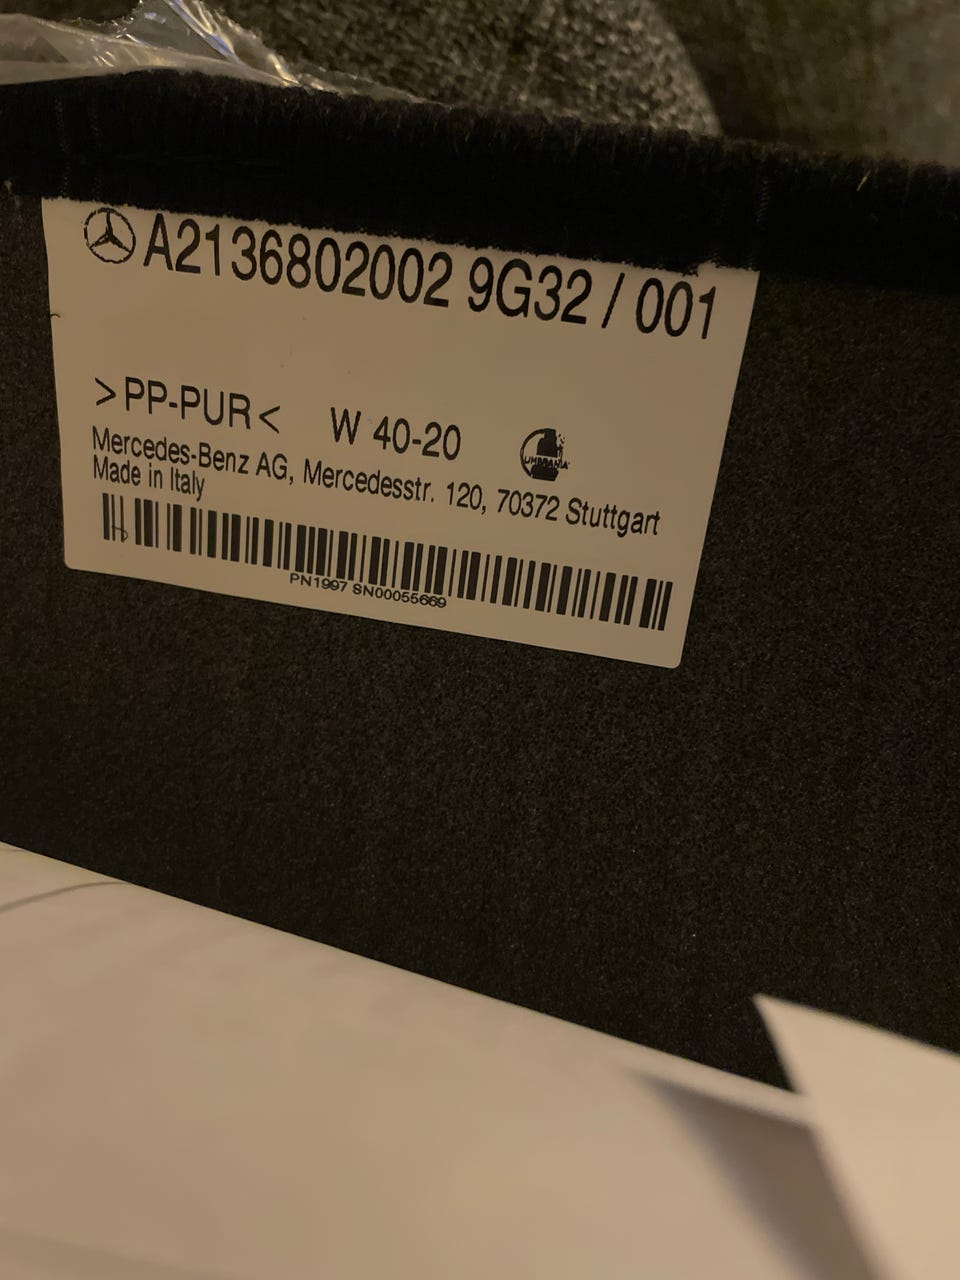 A2136802002 9G32 / 001
>PP-PUR< W 40-20
Mercedes-Benz AG, Mercedesstr. 120, 70372 Stuttgart
Made in Italy
PN1997 SN00055669